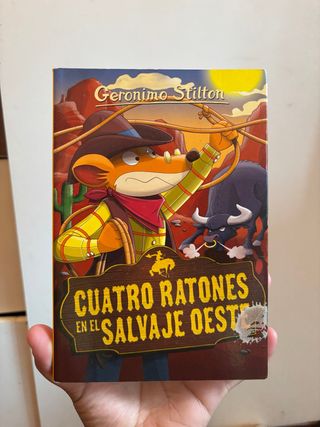 Geronimo Stilton
CUATRO RATONES
EN EL SALVAJE OESTE